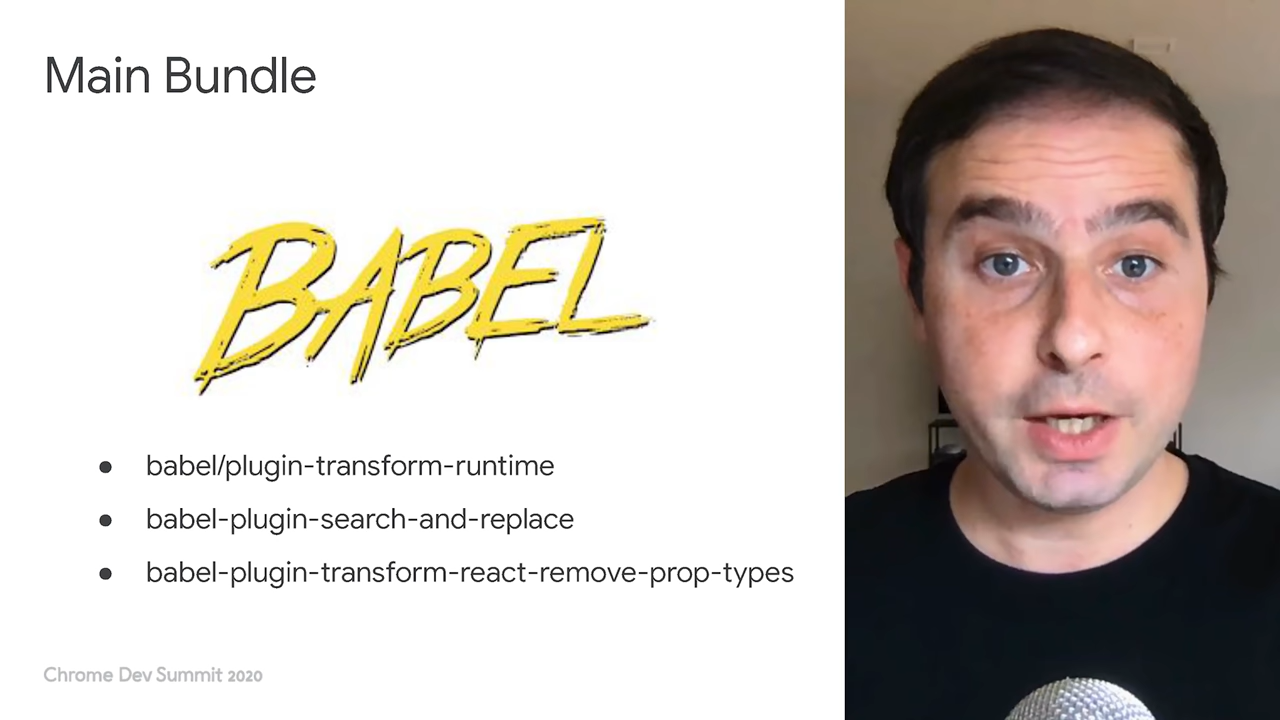 Main Bundle
BABEL
● babel/plugin-transform-runtime
● babel-plugin-search-and-replace
● babel-plugin-transform-react-remove-prop-types
Chrome Dev Summit 2020